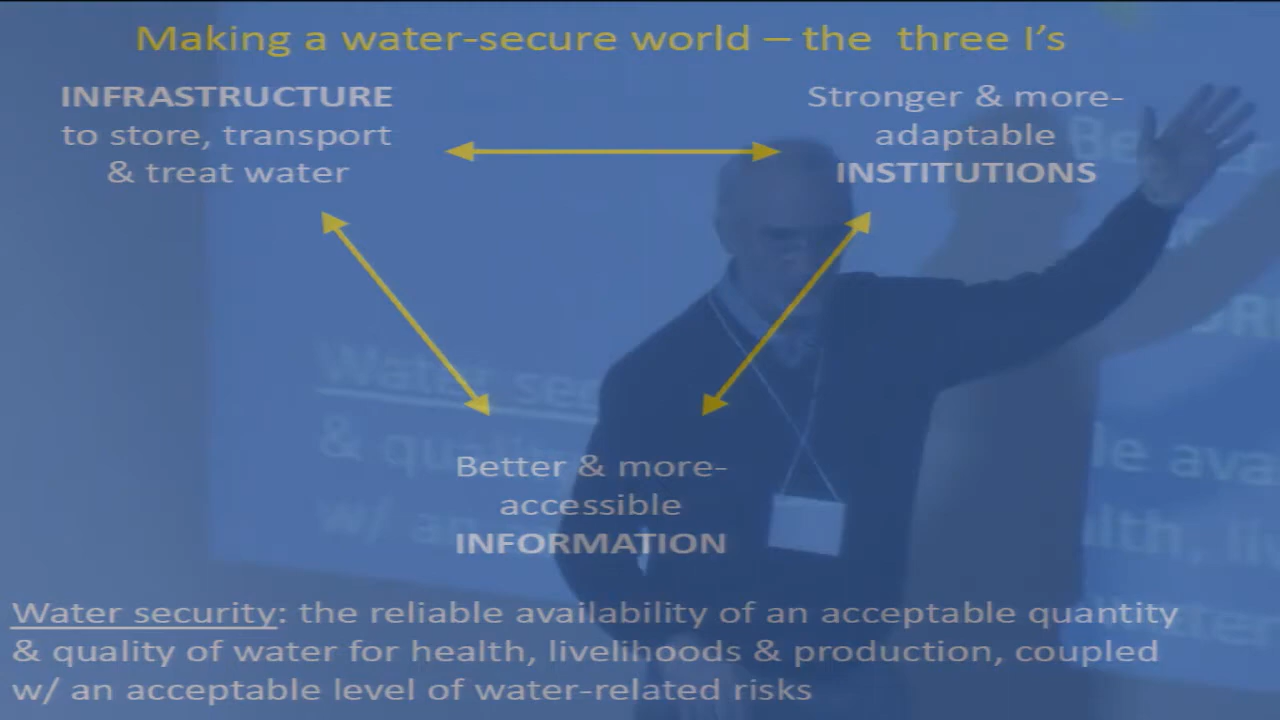 Making a water-secure world – the three I's
INFRASTRUCTURE
to store, transport
& treat water
Stronger & more-
adaptable
INSTITUTIONS
Better & more-
accessible
INFORMATION
Water security: the reliable availability of an acceptable quantity
& quality of water for health, livelihoods & production, coupled
w/ an acceptable level of water-related risks